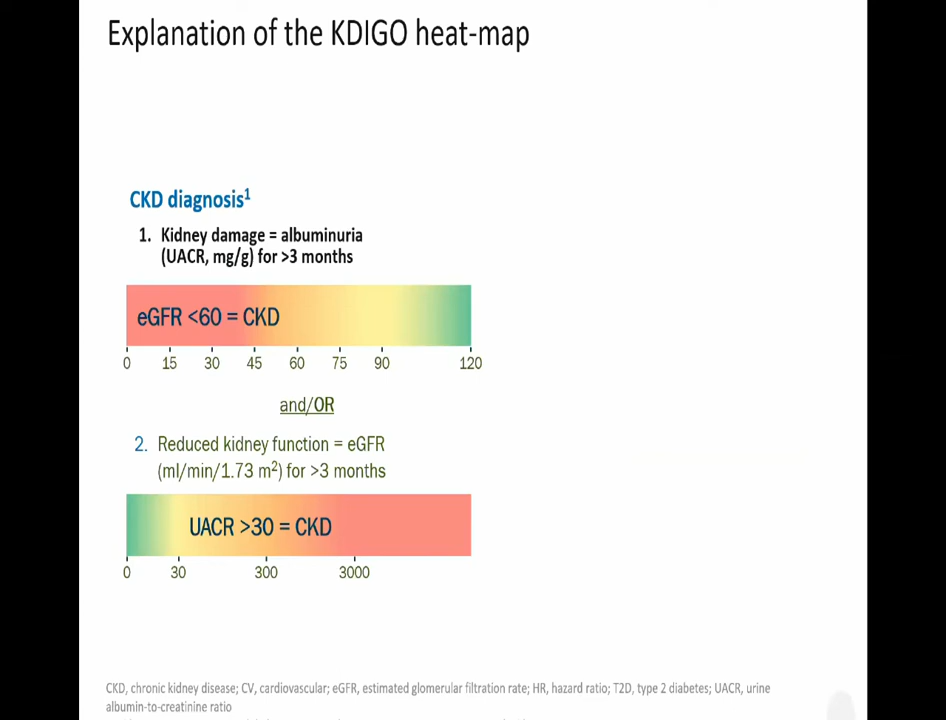 Explanation of the KDIGO heat-map
CKD diagnosis¹
1. Kidney damage = albuminuria
(UACR, mg/g) for >3 months
eGFR <60 = CKD
0 15 30 45 60 75 90 120
and/OR
2. Reduced kidney function = eGFR
(ml/min/1.73 m²) for >3 months
UACR >30 = CKD
0 30 300 3000
CKD, chronic kidney disease; CV, cardiovascular; eGFR, estimated glomerular filtration rate; HR, hazard ratio; T2D, type 2 diabetes; UACR, urine
albumin-to-creatinine ratio